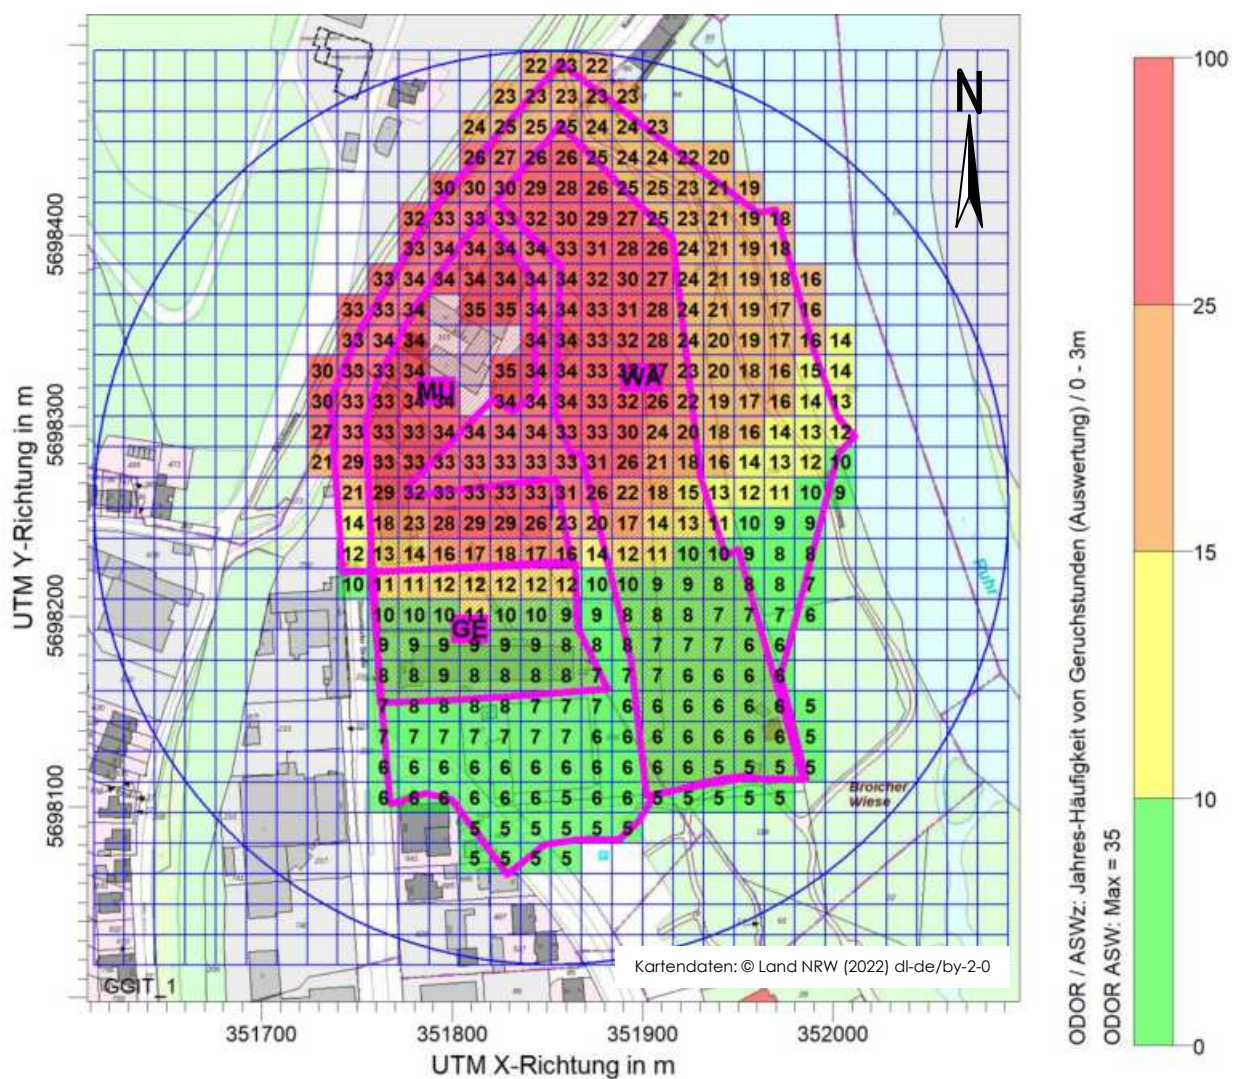 22 23 22
23 23 23 23 23
24 25 25 25 24 24 23
26 27 26 26 25 24 24 22 20
30 30 30 29 28 26 25 25 23 21 19
32 33 33 33 32 30 29 27 25 23 21 19 18
33 34 34 34 34 33 31 28 26 24 21 19 18
33 34 34 34 34 34 34 32 30 27 24 21 19 18 16
33 33 34 35 35 34 34 33 31 28 24 21 19 17 16
33 34 34 34 34 33 32 28 24 20 19 17 16 14
30 33 33 34 35 34 34 33 23 20 18 16 15 14
MU
WA
30 33 33 34 34 34 34 34 33 32 26 22 19 17 16 14 13
27 33 33 33 34 34 34 34 33 33 30 24 20 18 16 14 13 12
21 29 33 33 33 33 33 33 33 31 26 21 18 16 14 13 12 10
21 29 32 33 33 33 33 31 26 22 18 15 13 12 11 10 9
14 18 23 28 29 29 26 23 20 17 14 13 11 10 9 9
12 13 14 16 17 18 17 16 14 12 11 10 10 9 8 8
10 11 11 12 12 12 12 12 10 10 9 9 8 8 8 7
10 10 10 11 10 10 9 9 8 8 8 7 7 7 6
GE
9 9 9 9 9 9 8 8 8 7 7 7 6 6
8 8 9 8 8 8 8 7 7 7 6 6 6 6
7 8 8 8 8 7 7 7 6 6 6 6 6 6 5
7 7 7 7 7 7 7 6 6 6 6 6 6 6 5
6 6 6 6 6 6 6 6 6 6 6 5 5 5 5
6 6 6 6 6 6 5 6 6 5 5 5 5 5
5 5 5 5 5 5
5 5 5 5
N
Ruhr
Broicher
Wiese
Kartendaten: © Land NRW (2022) dl-de/by-2-0
GGIT_1
5698400
5698300
5698200
5698100
UTM Y-Richtung in m
351700
351800
351900
352000
UTM X-Richtung in m
100
25
15
10
0
ODOR / ASWz: Jahres-Häufigkeit von Geruchstunden (Auswertung) / 0 - 3m
ODOR ASW: Max = 35